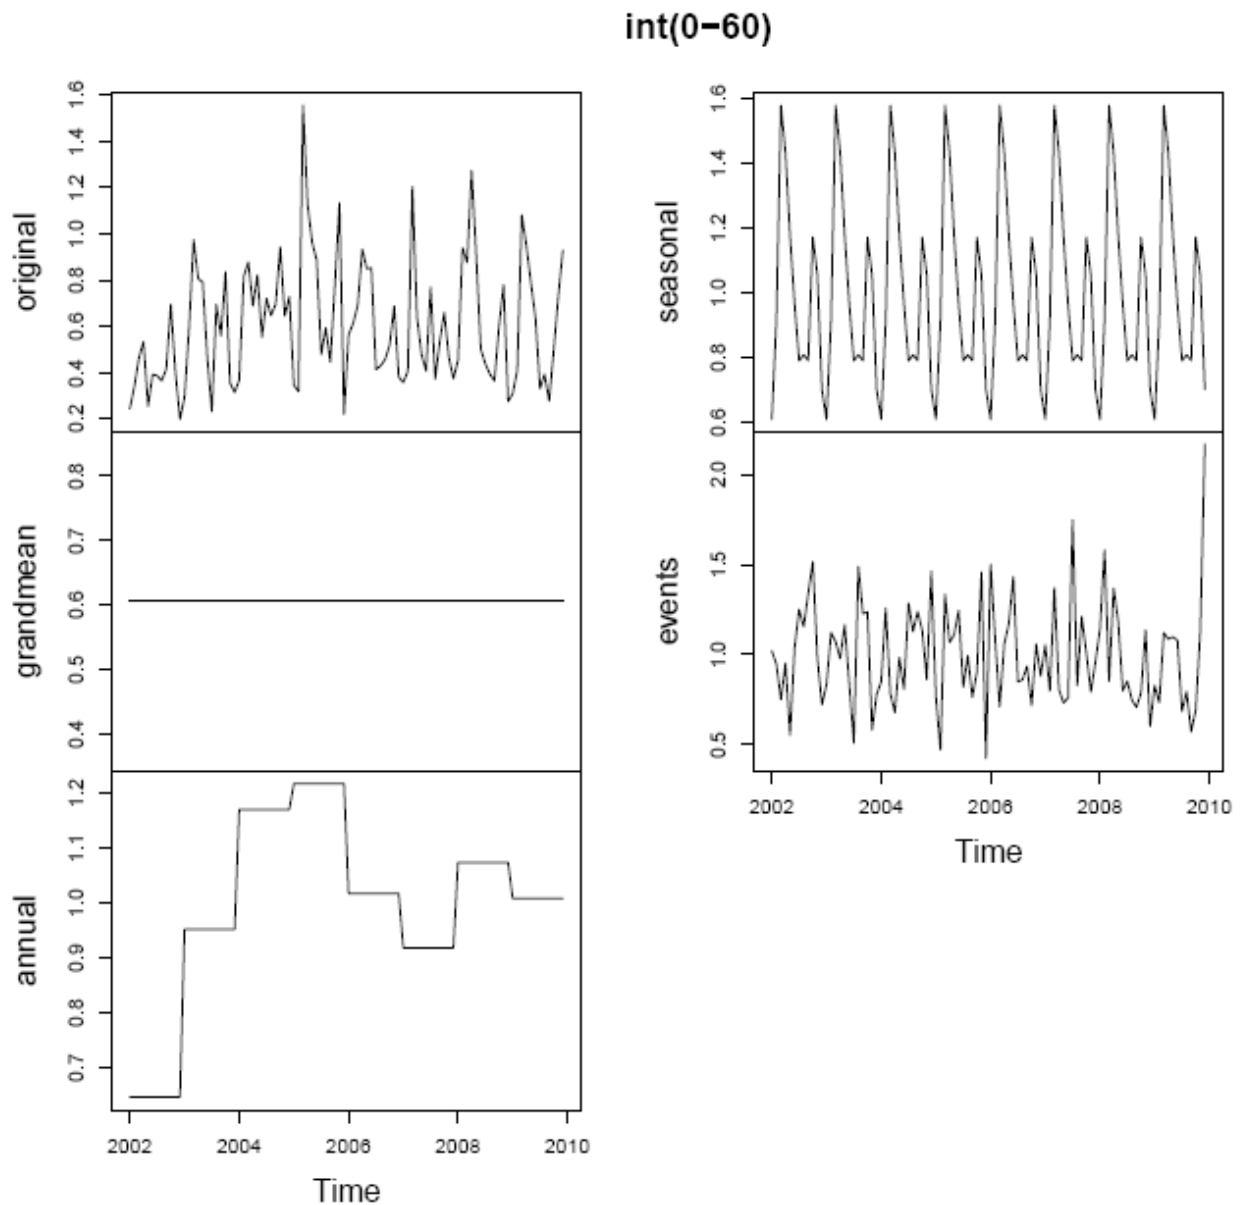 int(0−60)
original
0.2 0.4 0.6 0.8 1.0 1.2 1.4 1.6
grandmean
0.4 0.5 0.6 0.7 0.8
annual
0.7 0.8 0.9 1.0 1.1 1.2
2002 2004 2006 2008 2010
Time
seasonal
0.6 0.8 1.0 1.2 1.4 1.6
events
0.5 1.0 1.5 2.0
2002 2004 2006 2008 2010
Time